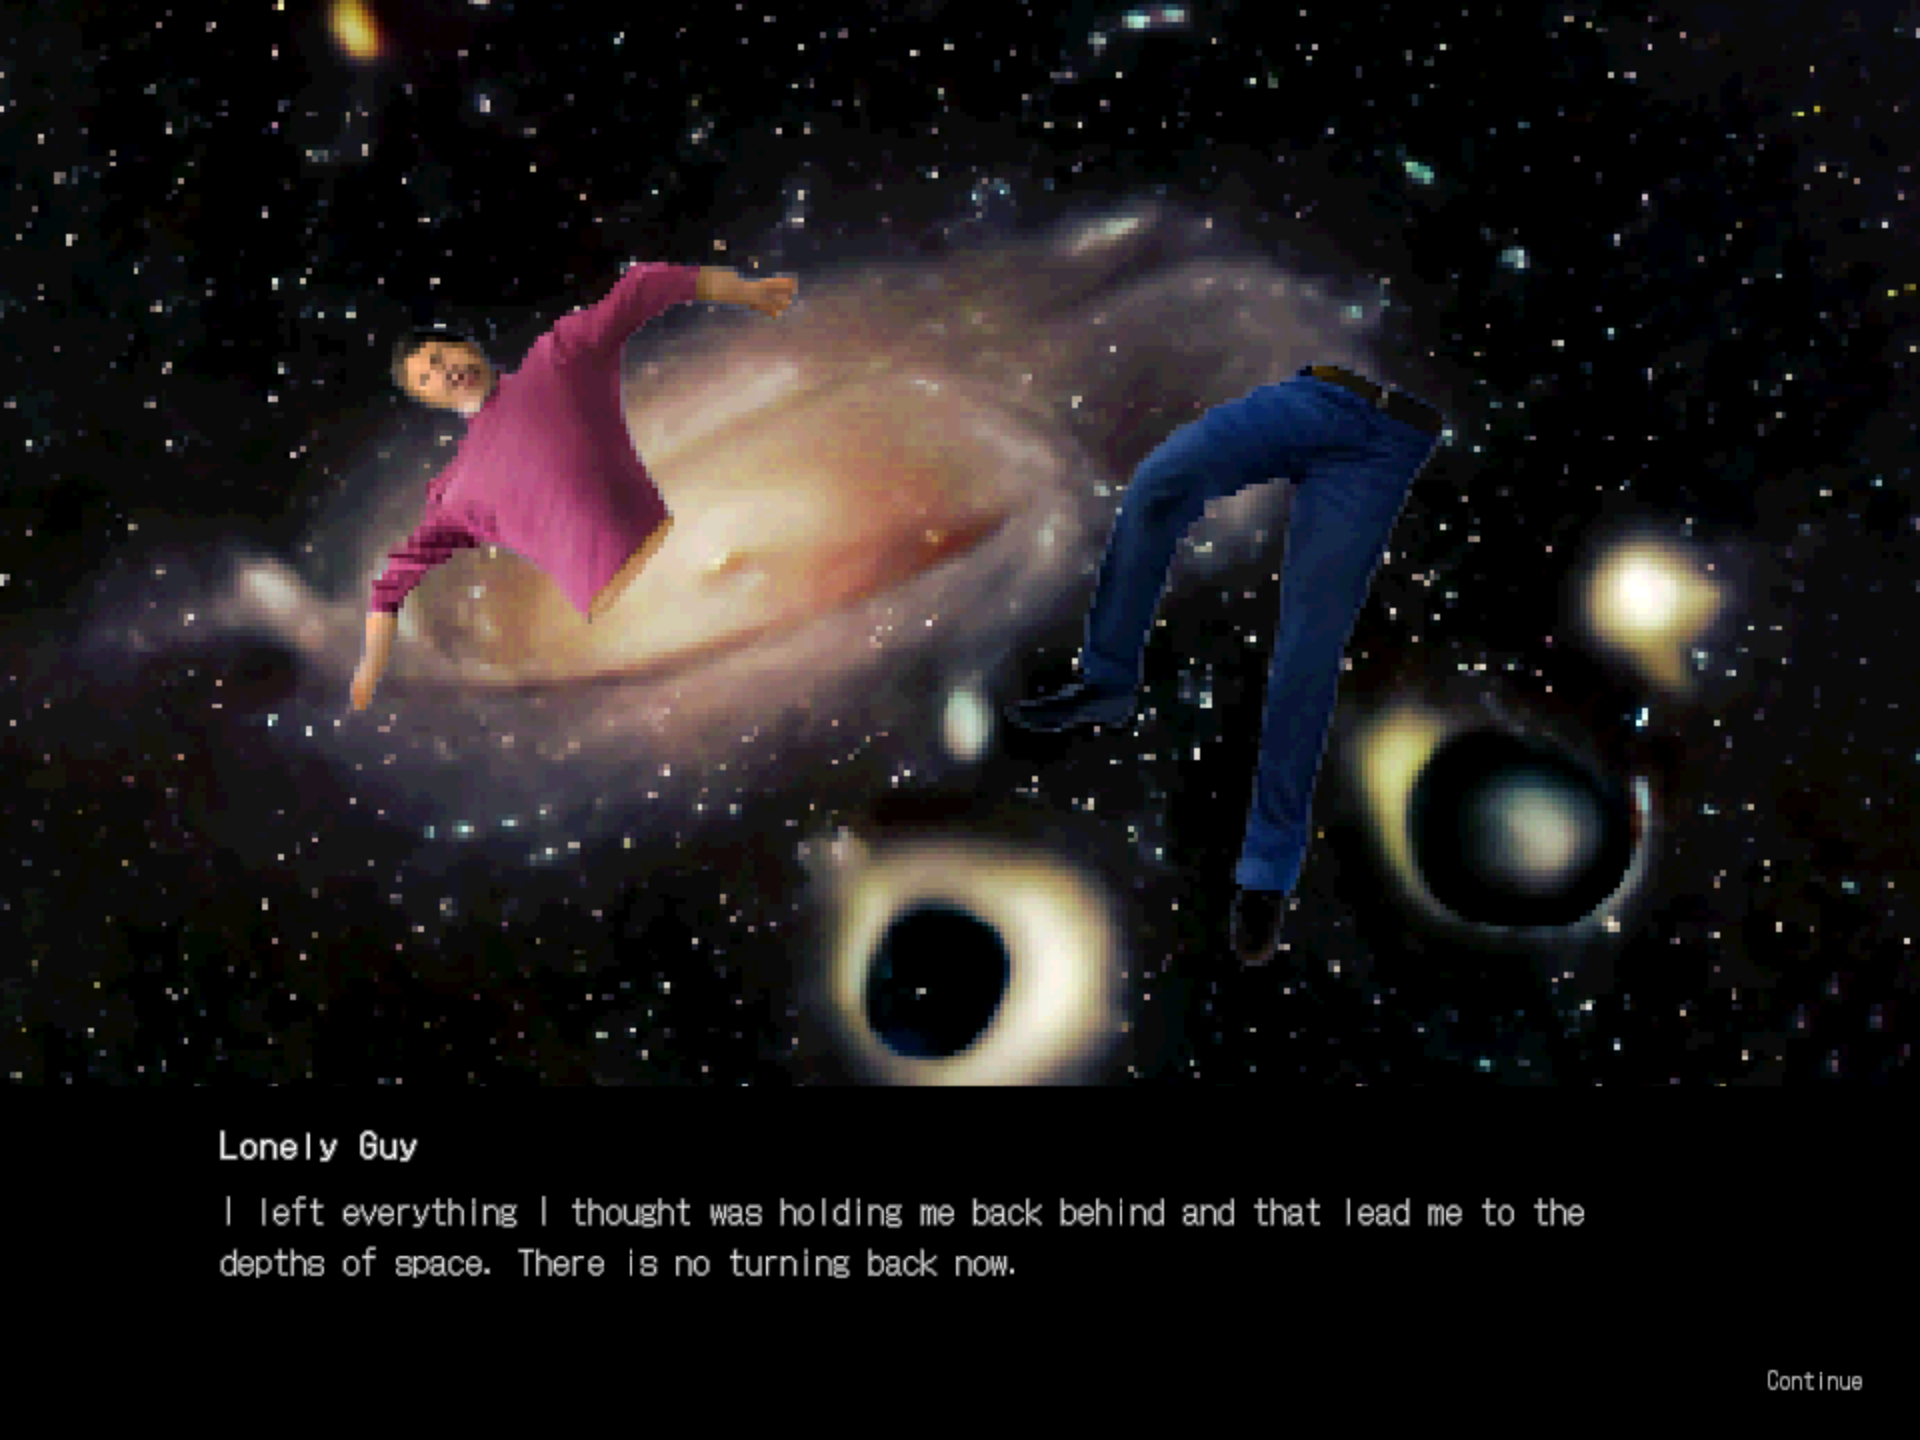 Lonely Guy
I left everything I thought was holding me back behind and that lead me to the
depths of space. There is no turning back now.
Continue